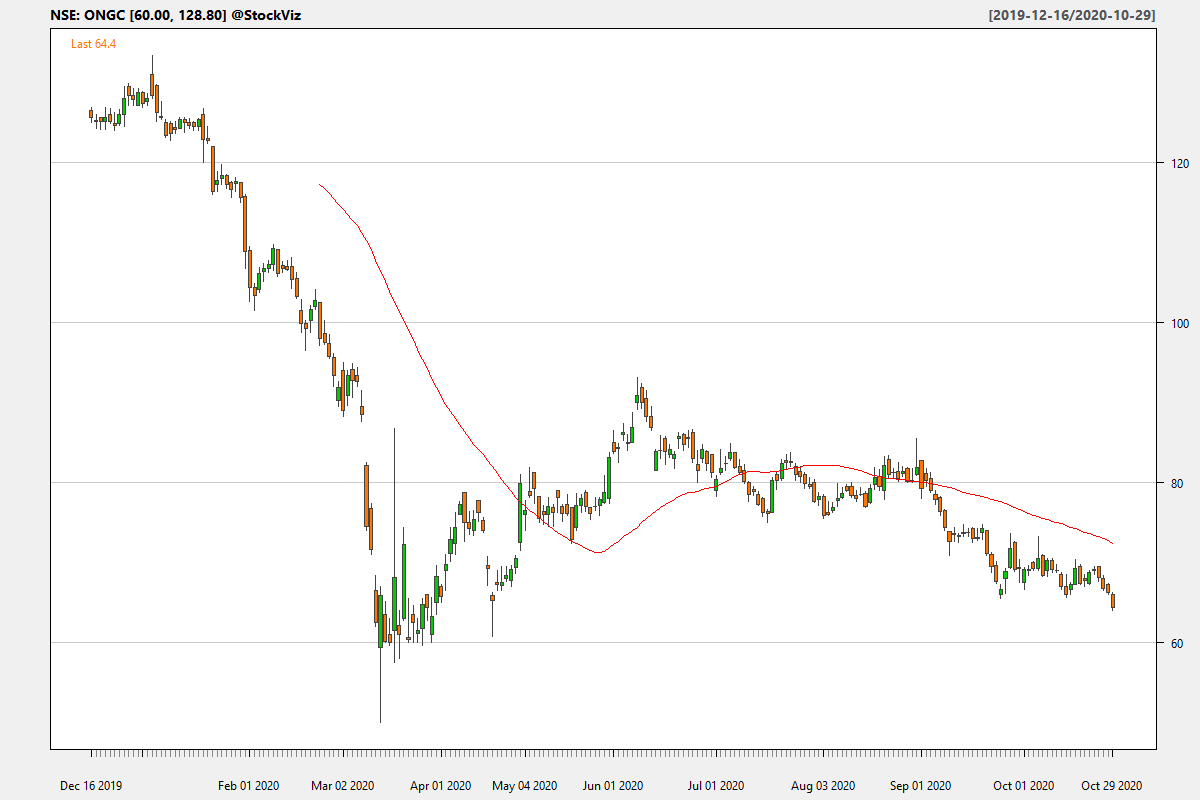 NSE: ONGC [60.00, 128.80] @StockViz
[2019-12-16/2020-10-29]
Last 64.4
120
100
80
60
Dec 16 2019
Feb 01 2020
Mar 02 2020
Apr 01 2020
May 04 2020
Jun 01 2020
Jul 01 2020
Aug 03 2020
Sep 01 2020
Oct 01 2020
Oct 29 2020